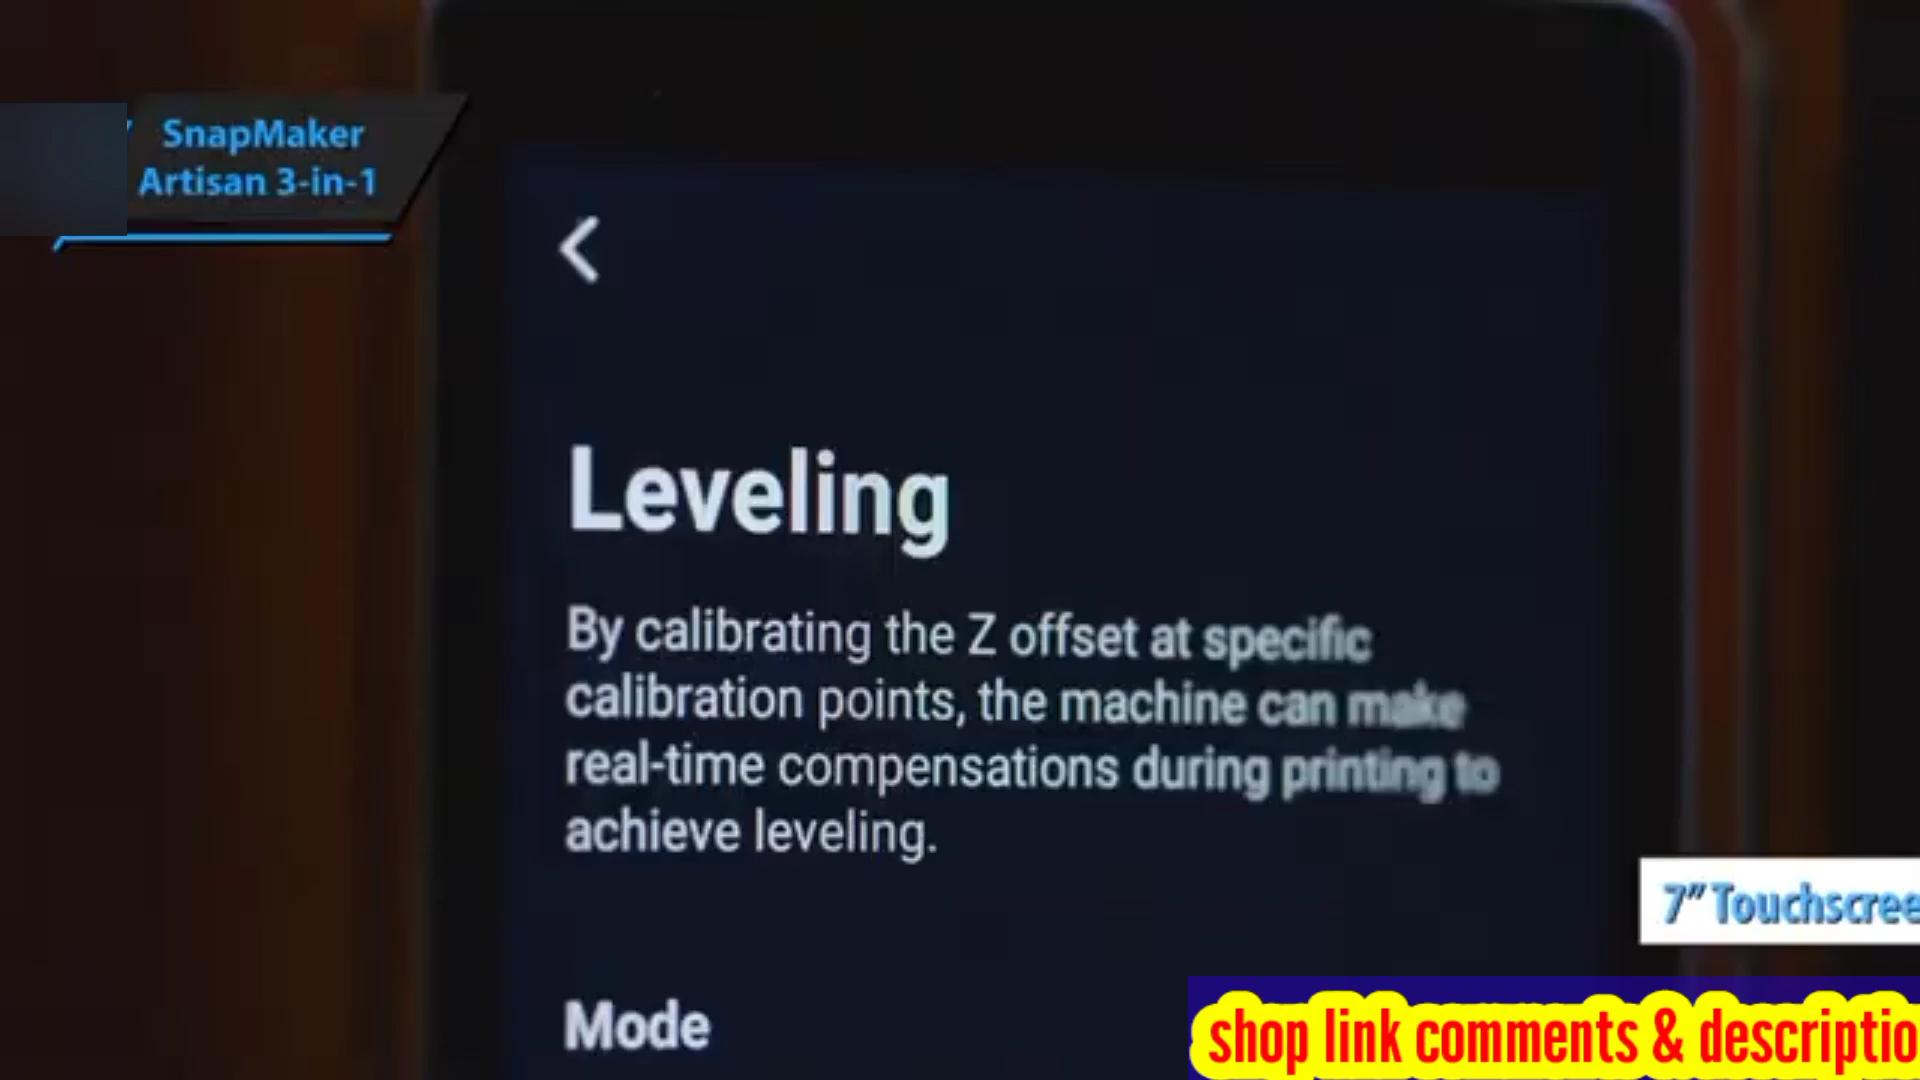 SnapMaker
Artisan 3-in-1
Leveling
By calibrating the Z offset at specific
calibration points, the machine can make
real-time compensations during printing to
achieve leveling.
7” Touchscree
Mode
shop link comments & descriptio